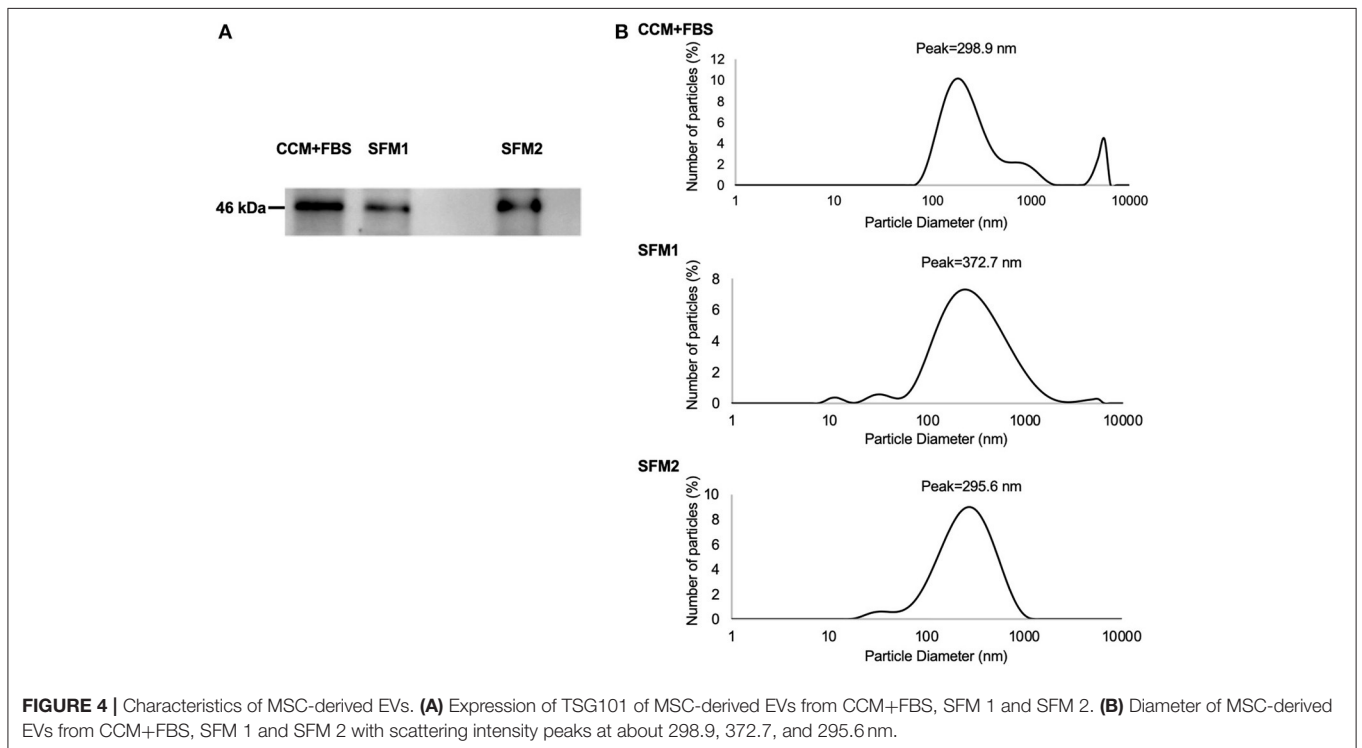 A
CCM+FBS SFM1 SFM2
46 kDa
B
CCM+FBS
Peak=298.9 nm
Number of particles (%)
12
10
8
6
4
2
0
1 10 100 1000 10000
Particle Diameter (nm)
SFM1
Peak=372.7 nm
Number of particles (%)
8
6
4
2
0
1 10 100 1000 10000
Particle Diameter (nm)
SFM2
Peak=295.6 nm
Number of particles (%)
10
8
6
4
2
0
1 10 100 1000 10000
Particle Diameter (nm)
FIGURE 4 | Characteristics of MSC-derived EVs. (A) Expression of TSG101 of MSC-derived EVs from CCM+FBS, SFM 1 and SFM 2. (B) Diameter of MSC-derived
EVs from CCM+FBS, SFM 1 and SFM 2 with scattering intensity peaks at about 298.9, 372.7, and 295.6 nm.